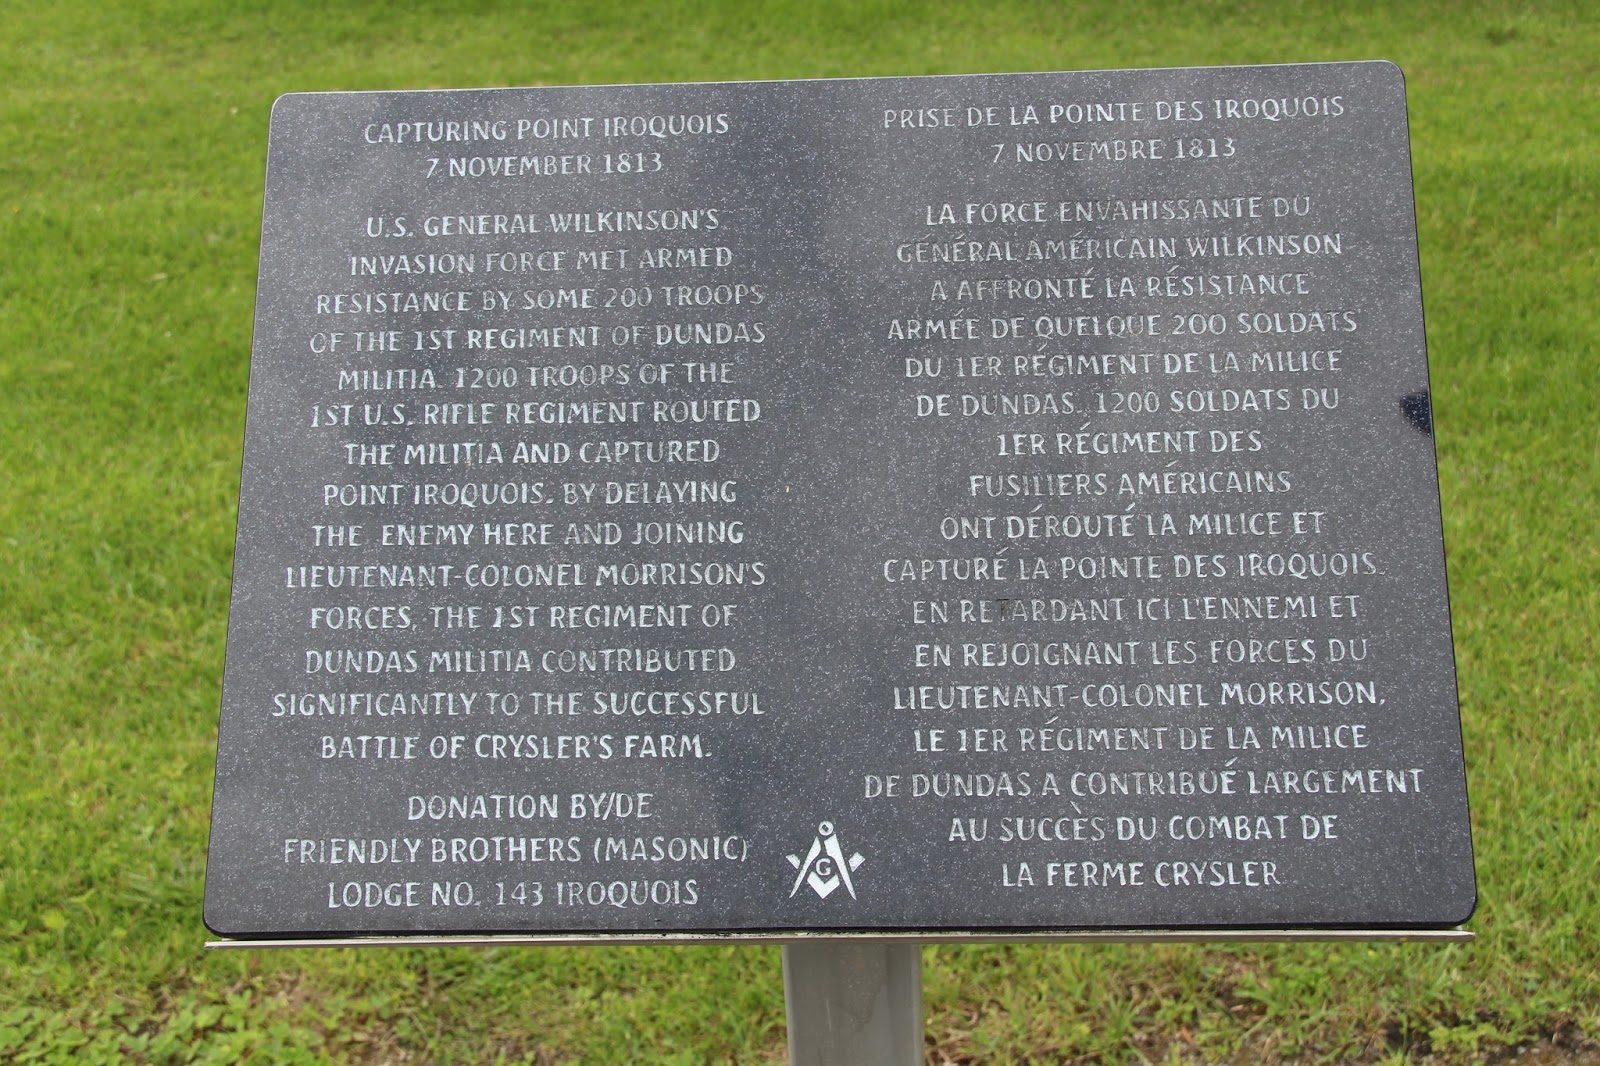 CAPTURING POINT IROQUOIS
7 NOVEMBER 1813
U.S. GENERAL WILKINSON'S
INVASION FORCE MET ARMED
RESISTANCE BY SOME 200 TROOPS
OF THE 1ST REGIMENT OF DUNDAS
MILITIA. 1200 TROOPS OF THE
1ST U.S. RIFLE REGIMENT ROUTED
THE MILITIA AND CAPTURED
POINT IROQUOIS. BY DELAYING
THE ENEMY HERE AND JOINING
LIEUTENANT-COLONEL MORRISON'S
FORCES, THE 1ST REGIMENT OF
DUNDAS MILITIA CONTRIBUTED
SIGNIFICANTLY TO THE SUCCESSFUL
BATTLE OF CRYSLER'S FARM.
DONATION BY/DE
FRIENDLY BROTHERS (MASONIC)
LODGE NO. 143 IROQUOIS
G
PRISE DE LA POINTE DES IROQUOIS
7 NOVEMBRE 1813
LA FORCE ENVAHISSANTE DU
GÉNÉRAL AMÉRICAIN WILKINSON
A AFFRONTÉ LA RÉSISTANCE
ARMÉE DE QUELQUE 200 SOLDATS
DU 1ER RÉGIMENT DE LA MILICE
DE DUNDAS. 1200 SOLDATS DU
1ER RÉGIMENT DES
FUSILIERS AMÉRICAINS
ONT DÉROUTÉ LA MILICE ET
CAPTURÉ LA POINTE DES IROQUOIS.
EN RETARDANT ICI L'ENNEMI ET
EN REJOIGNANT LES FORCES DU
LIEUTENANT-COLONEL MORRISON,
LE 1ER RÉGIMENT DE LA MILICE
DE DUNDAS A CONTRIBUÉ LARGEMENT
AU SUCCÈS DU COMBAT DE
LA FERME CRYSLER